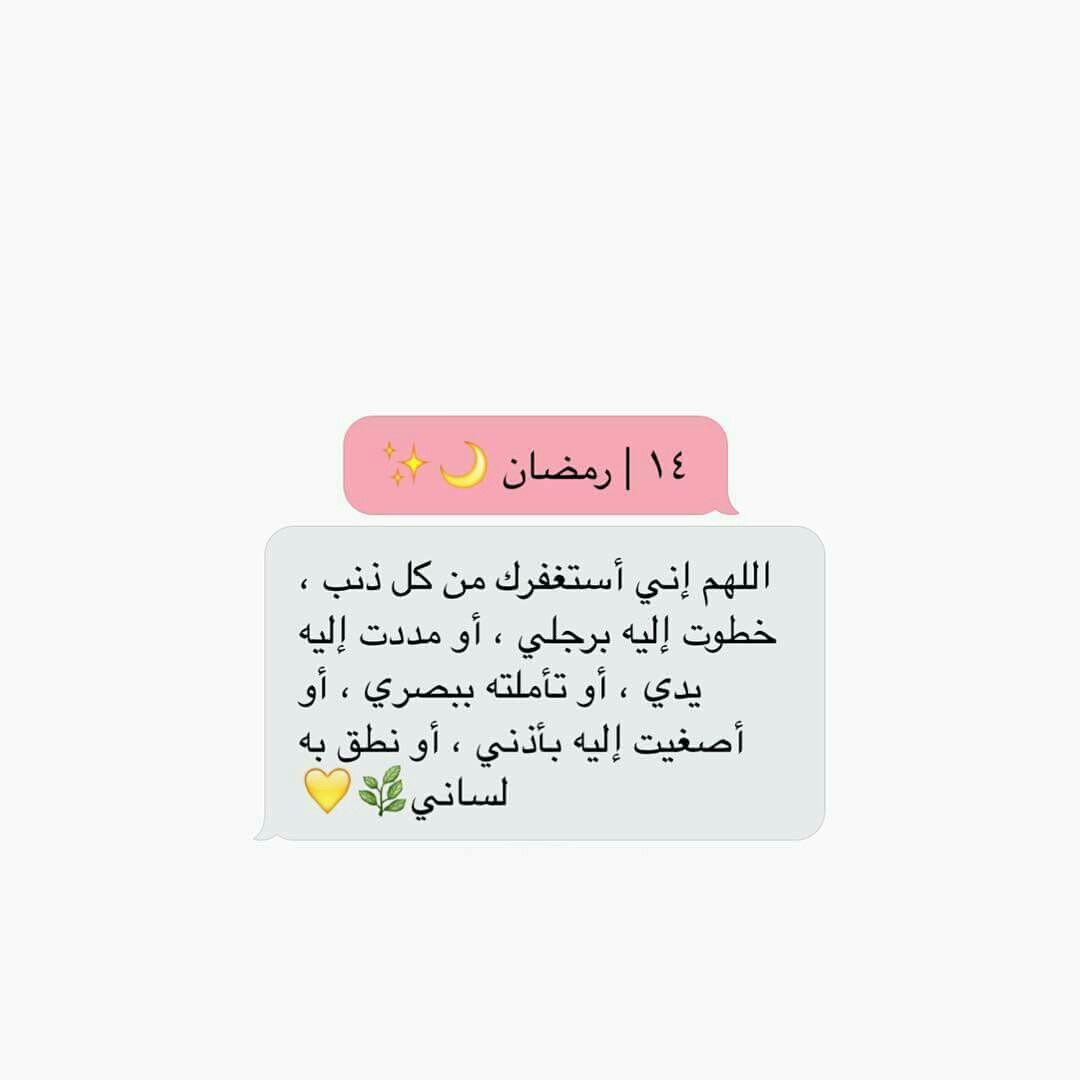 ١٤ | رمضان 🌙✨
اللهم إني أستغفرك من كل ذنب ،
خطوت إليه برجلي ، أو مددت إليه
يدي ، أو تأملته ببصري ، أو
أصغيت إليه بأذني ، أو نطق به
لساني🌿💛